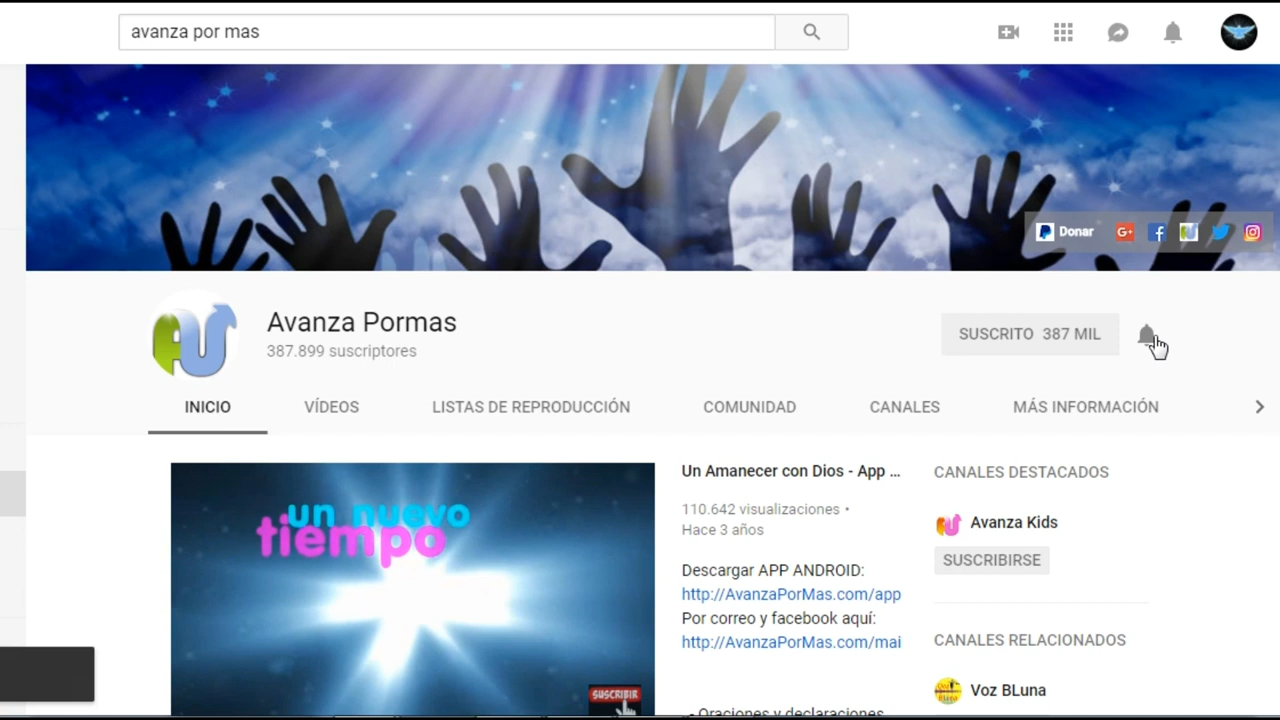 avanza por mas
Donar
Avanza Pormas
387.899 suscriptores
SUSCRITO 387 MIL
INICIO
VÍDEOS
LISTAS DE REPRODUCCIÓN
COMUNIDAD
CANALES
MÁS INFORMACIÓN
un nuevo
tiempo
SUSCRIBIR
Un Amanecer con Dios - App ...
110.642 visualizaciones •
Hace 3 años
Descargar APP ANDROID:
http://AvanzaPorMas.com/app
Por correo y facebook aquí:
http://AvanzaPorMas.com/mai
- Oraciones y declaraciones
CANALES DESTACADOS
Avanza Kids
SUSCRIBIRSE
CANALES RELACIONADOS
Voz BLuna